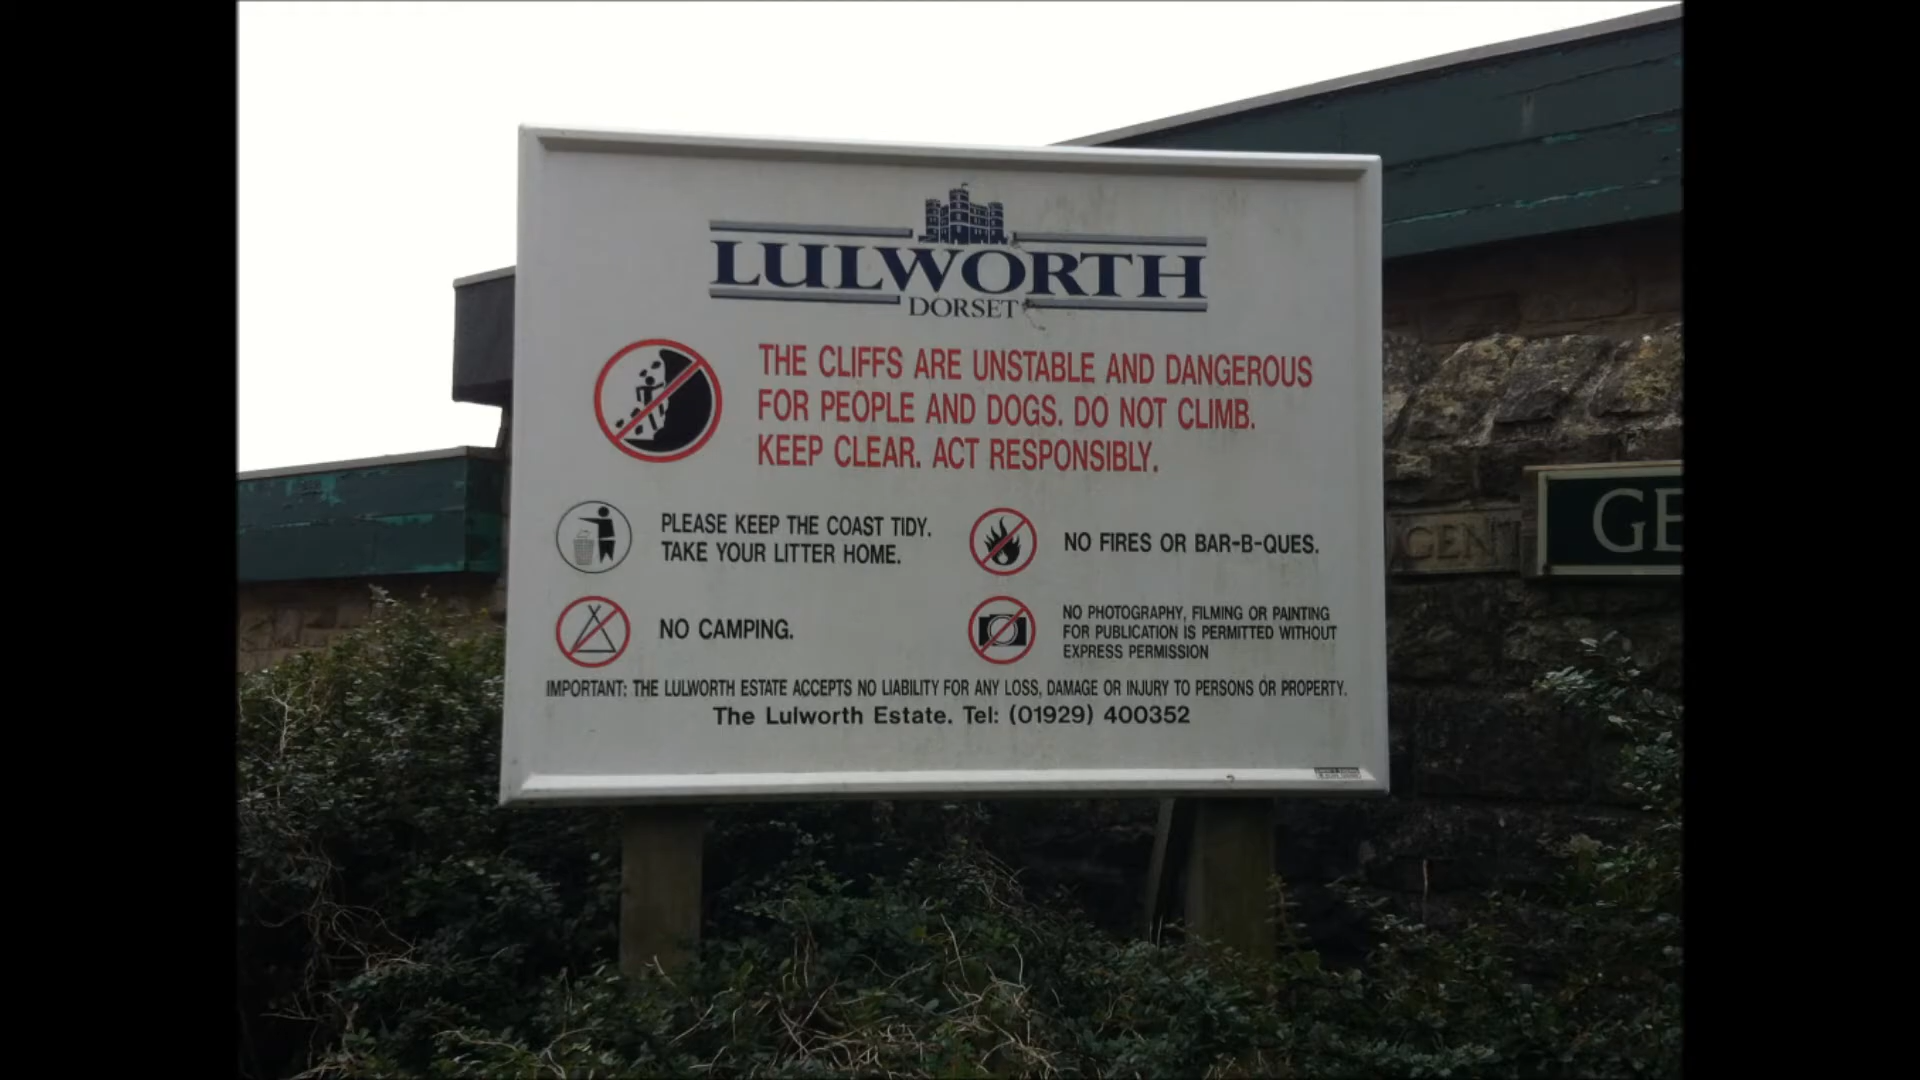 LULWORTH
DORSET
THE CLIFFS ARE UNSTABLE AND DANGEROUS
FOR PEOPLE AND DOGS. DO NOT CLIMB.
KEEP CLEAR. ACT RESPONSIBLY.
PLEASE KEEP THE COAST TIDY.
TAKE YOUR LITTER HOME.
NO FIRES OR BAR-B-QUES.
NO CAMPING.
NO PHOTOGRAPHY, FILMING OR PAINTING
FOR PUBLICATION IS PERMITTED WITHOUT
EXPRESS PERMISSION
IMPORTANT: THE LULWORTH ESTATE ACCEPTS NO LIABILITY FOR ANY LOSS, DAMAGE OR INJURY TO PERSONS OR PROPERTY.
The Lulworth Estate. Tel: (01929) 400352
GENT
GE